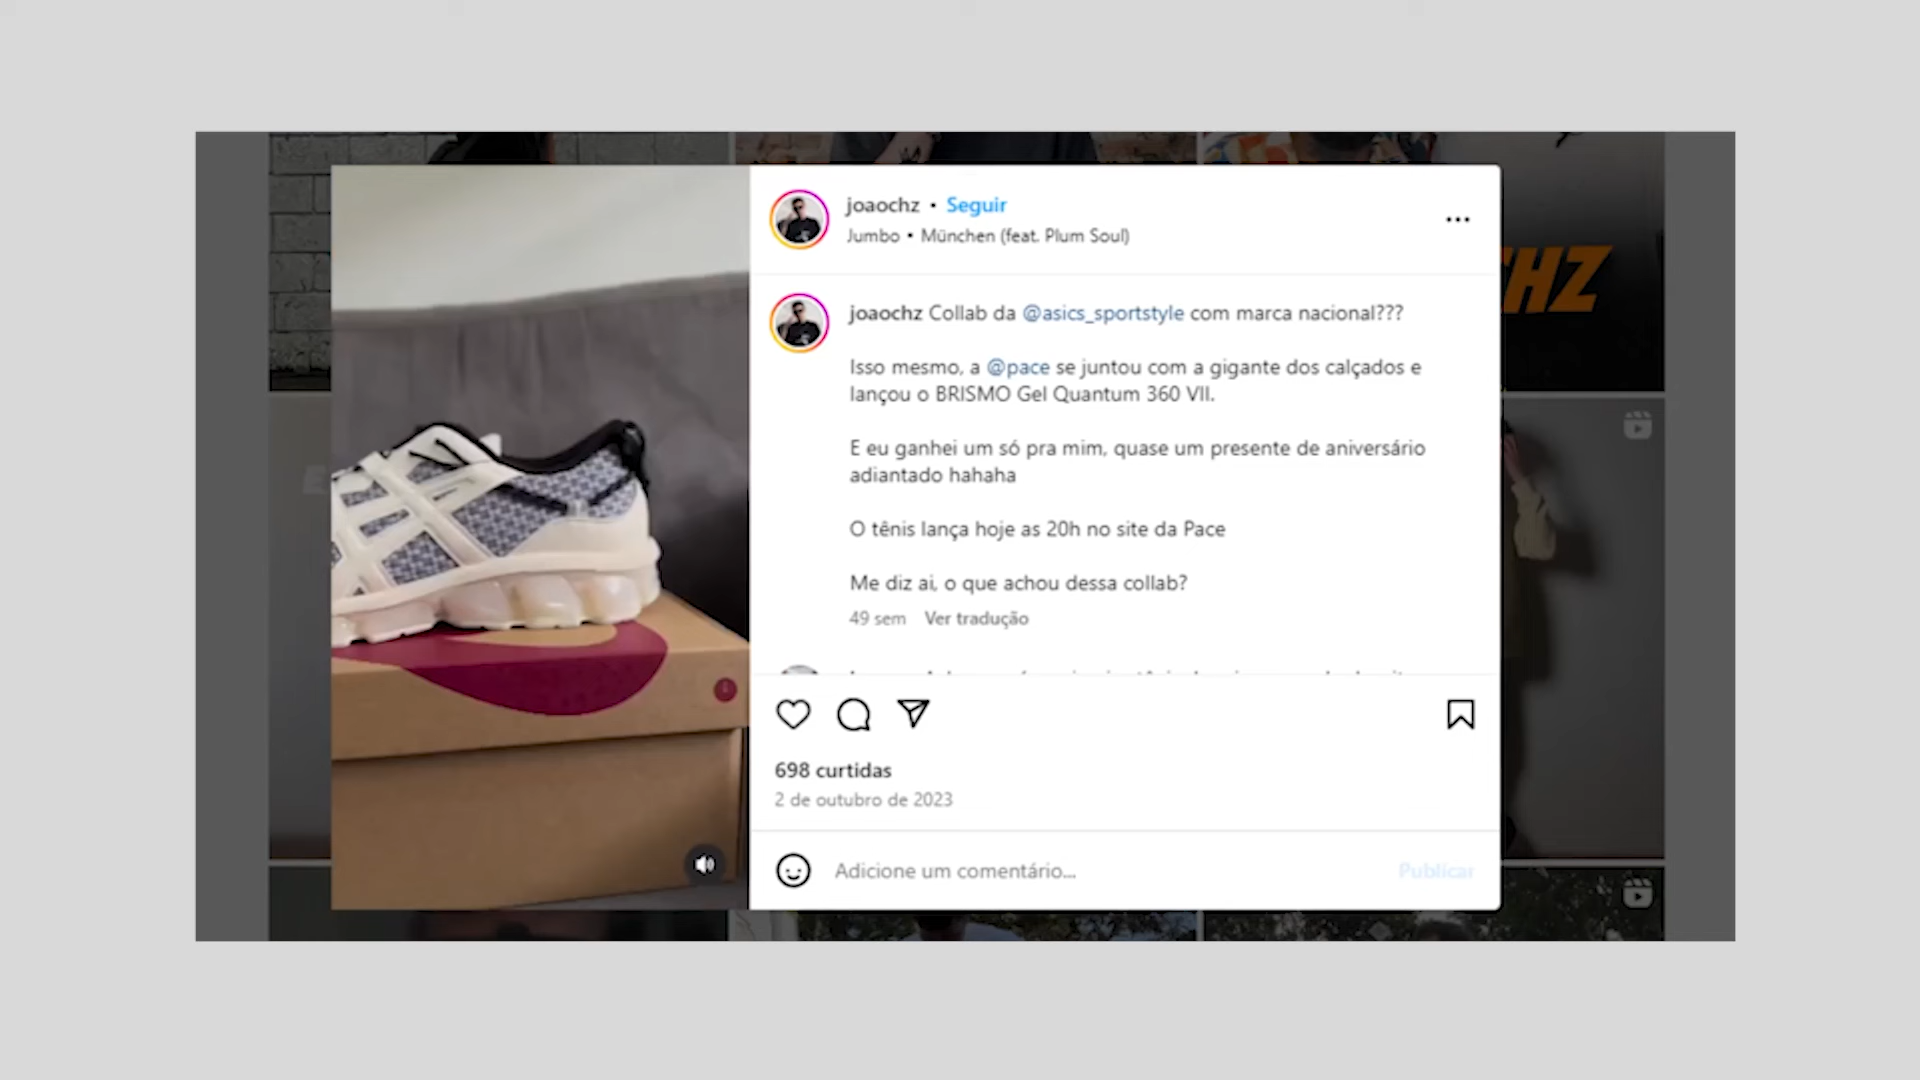 joaochz • Seguir
Jumbo • München (feat. Plum Soul)
HZ
joaochz Collab da @asics_sportstyle com marca nacional???
Isso mesmo, a @pace se juntou com a gigante dos calçados e
lançou o BRISMO Gel Quantum 360 VII.
E eu ganhei um só pra mim, quase um presente de aniversário
adiantado hahaha
O tênis lança hoje as 20h no site da Pace
Me diz ai, o que achou dessa collab?
49 sem Ver tradução
698 curtidas
2 de outubro de 2023
Adicione um comentário... Publicar